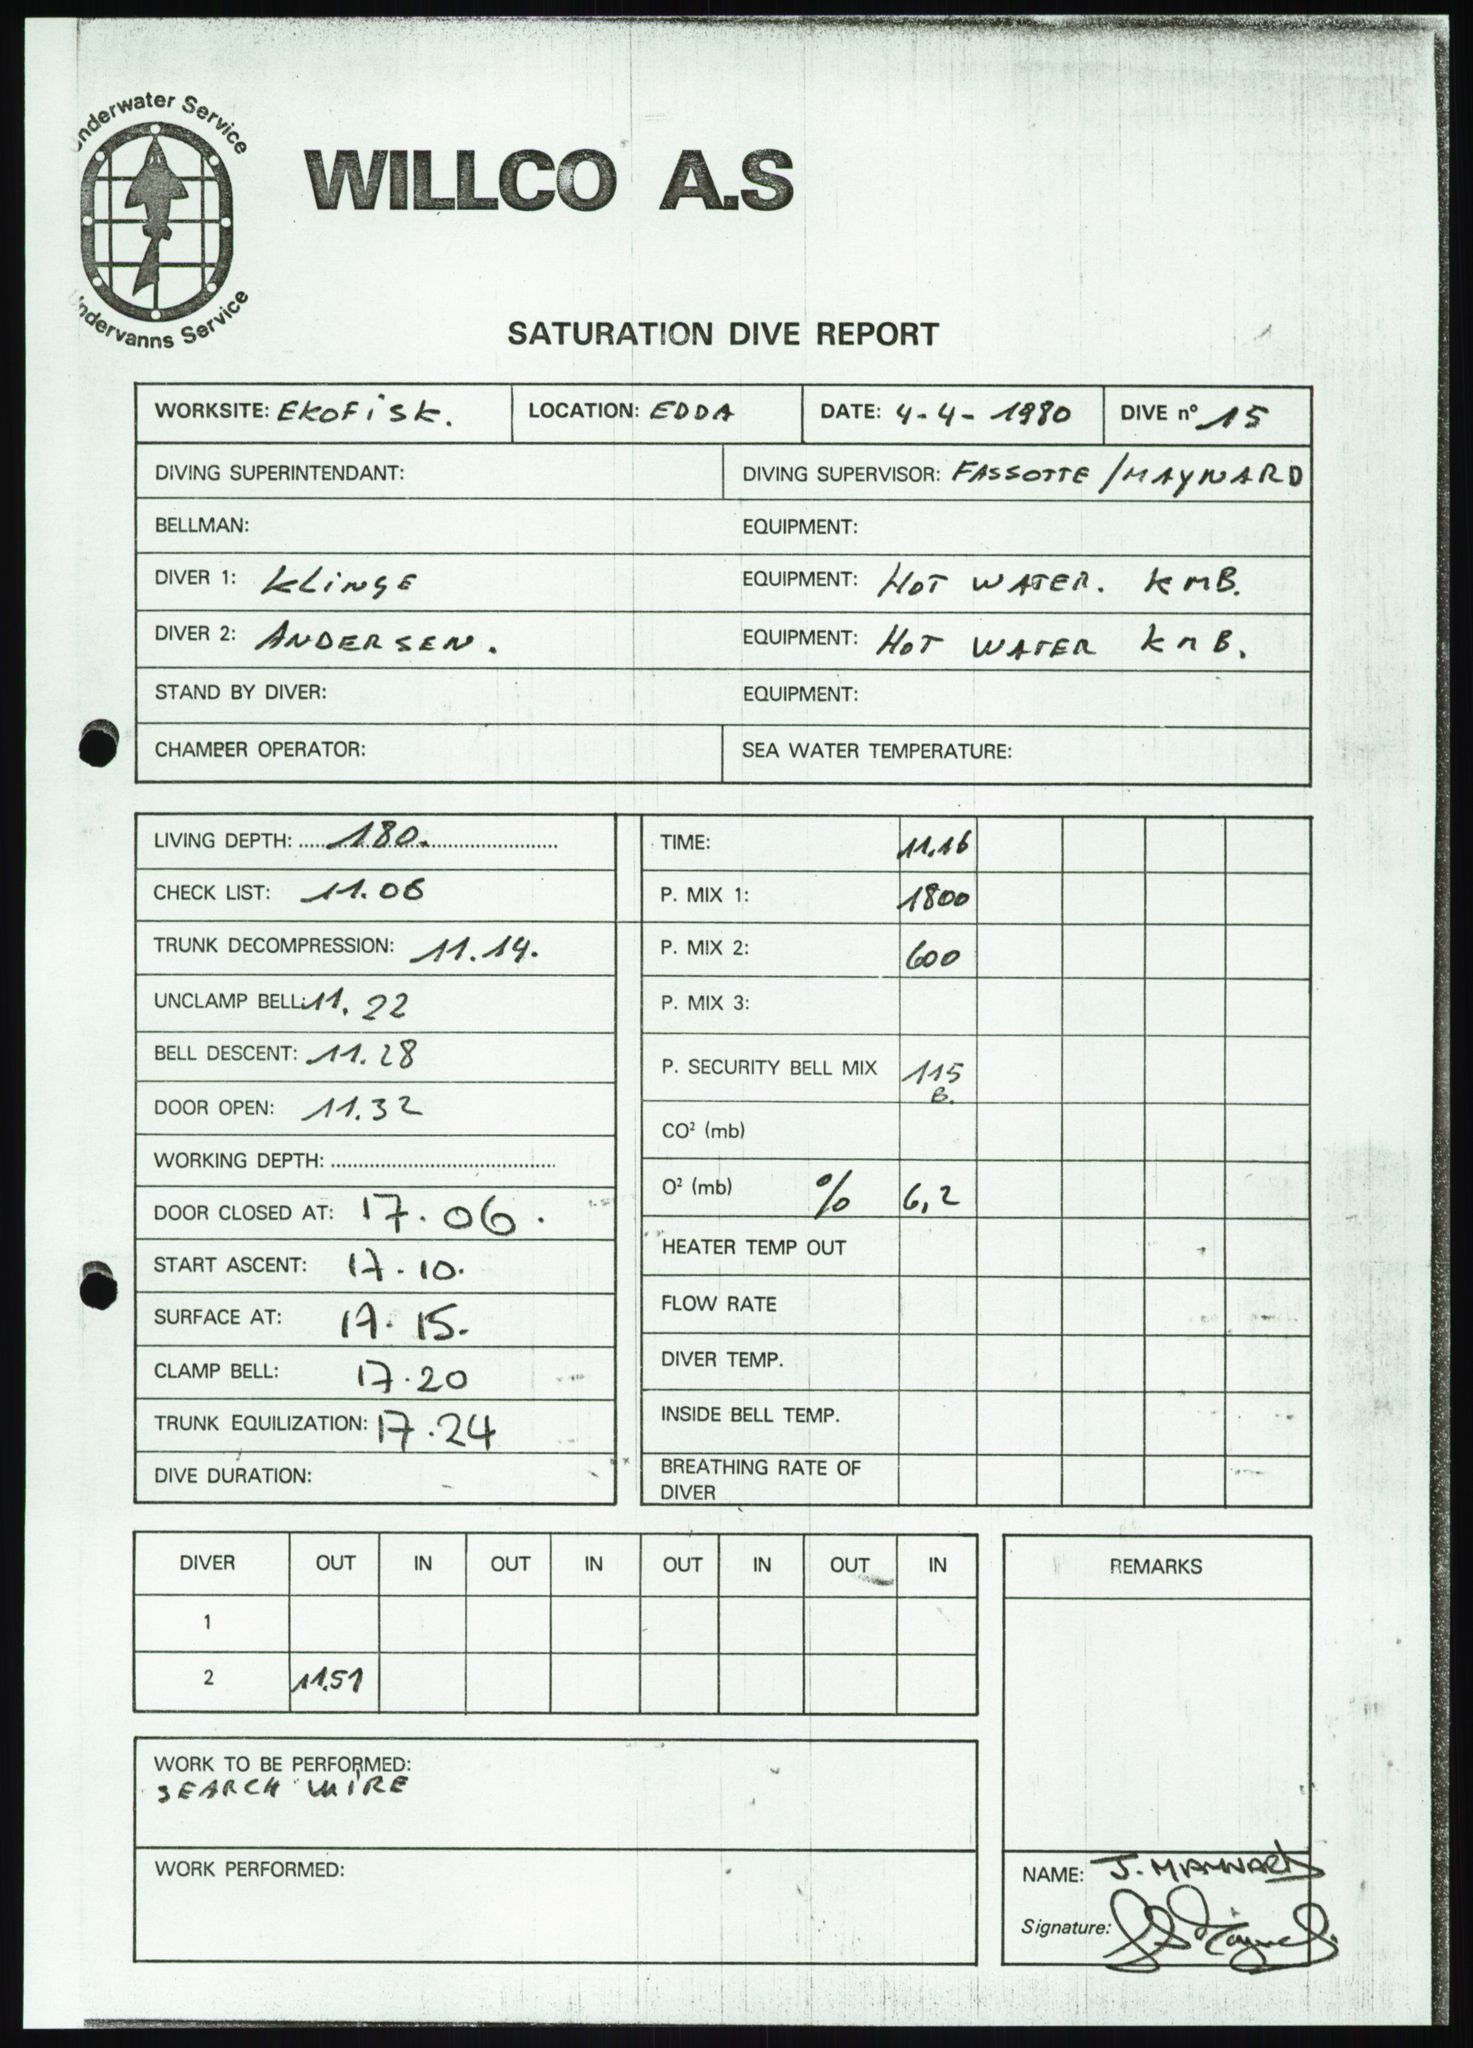 Underwater Service
WILLCO A.S
Undervanns Service
SATURATION DIVE REPORT
WORKSITE: EKOFISK. LOCATION: EDDA DATE: 4-4-1980 DIVE nº 15
DIVING SUPERINTENDANT: DIVING SUPERVISOR: FASSOTTE / MAYNARD
BELLMAN: EQUIPMENT:
DIVER 1: KLINGE EQUIPMENT: HOT WATER. KMB.
DIVER 2: ANDERSEN. EQUIPMENT: HOT WATER KMB.
STAND BY DIVER: EQUIPMENT:
CHAMBER OPERATOR: SEA WATER TEMPERATURE:
LIVING DEPTH: 180.
CHECK LIST: 11.06
TRUNK DECOMPRESSION: 11.14.
UNCLAMP BELL: 11.22
BELL DESCENT: 11.28
DOOR OPEN: 11.32
WORKING DEPTH:
DOOR CLOSED AT: 17.06.
START ASCENT: 17.10.
SURFACE AT: 17.15.
CLAMP BELL: 17.20
TRUNK EQUILIZATION: 17.24
DIVE DURATION:
TIME: 11.16
P. MIX 1: 1800
P. MIX 2: 600
P. MIX 3:
P. SECURITY BELL MIX 115
B.
CO² (mb)
O² (mb) % 6,2
HEATER TEMP OUT
FLOW RATE
DIVER TEMP.
INSIDE BELL TEMP.
BREATHING RATE OF
DIVER
DIVER OUT IN OUT IN OUT IN OUT IN
1
2 11.51
WORK TO BE PERFORMED:
SEARCH WIRE
WORK PERFORMED:
REMARKS
NAME: J. MAYNARD
Signature: